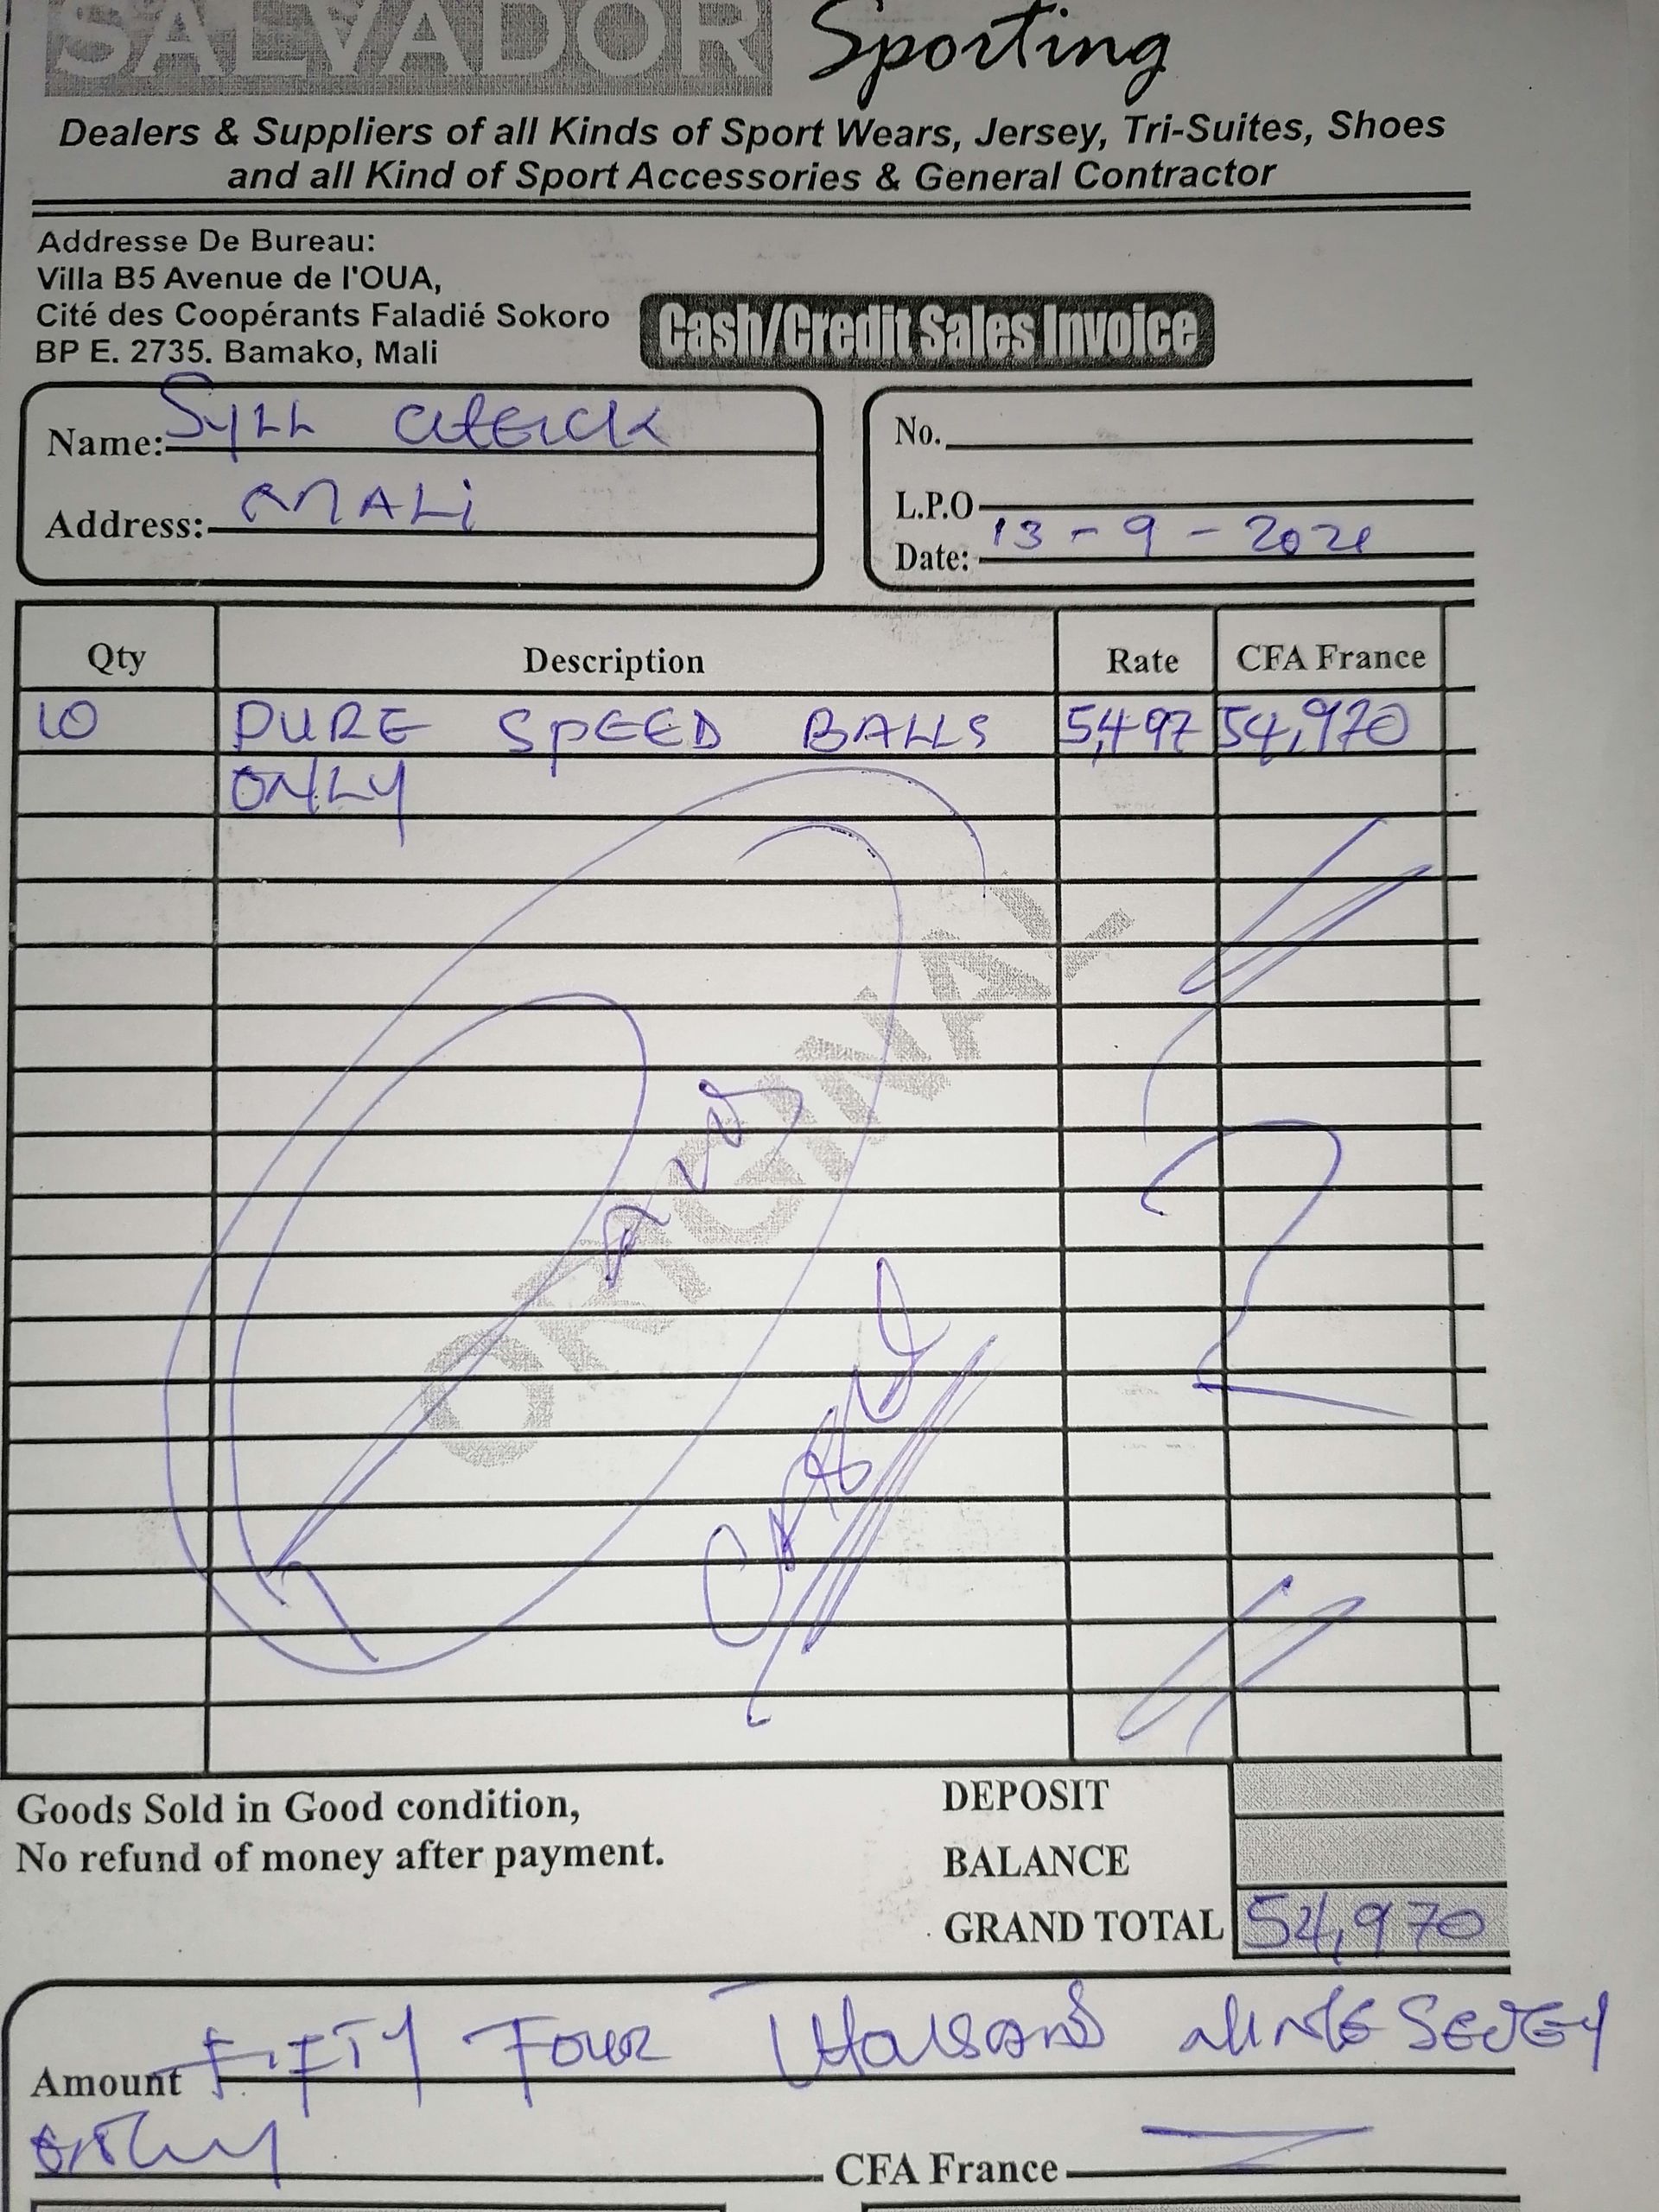 SALVADOR Sporting
Dealers & Suppliers of all Kinds of Sport Wears, Jersey, Tri-Suites, Shoes
and all Kind of Sport Accessories & General Contractor
Addresse De Bureau:
Villa B5 Avenue de l'OUA,
Cité des Coopérants Faladié Sokoro
BP E. 2735. Bamako, Mali
Cash/Credit Sales Invoice
Name: SYLL
Address: MALi
No.
L.P.O
Date: 13 - 9 - 2021
Qty Description Rate CFA France
10 PURE SPEED BALLS 5,497 54,970
ONLY
ORIGINAL
Goods Sold in Good condition,
No refund of money after payment.
DEPOSIT
BALANCE
GRAND TOTAL 54,970
Amount FIFTY FOUR THOUSAND NINE
CFA France